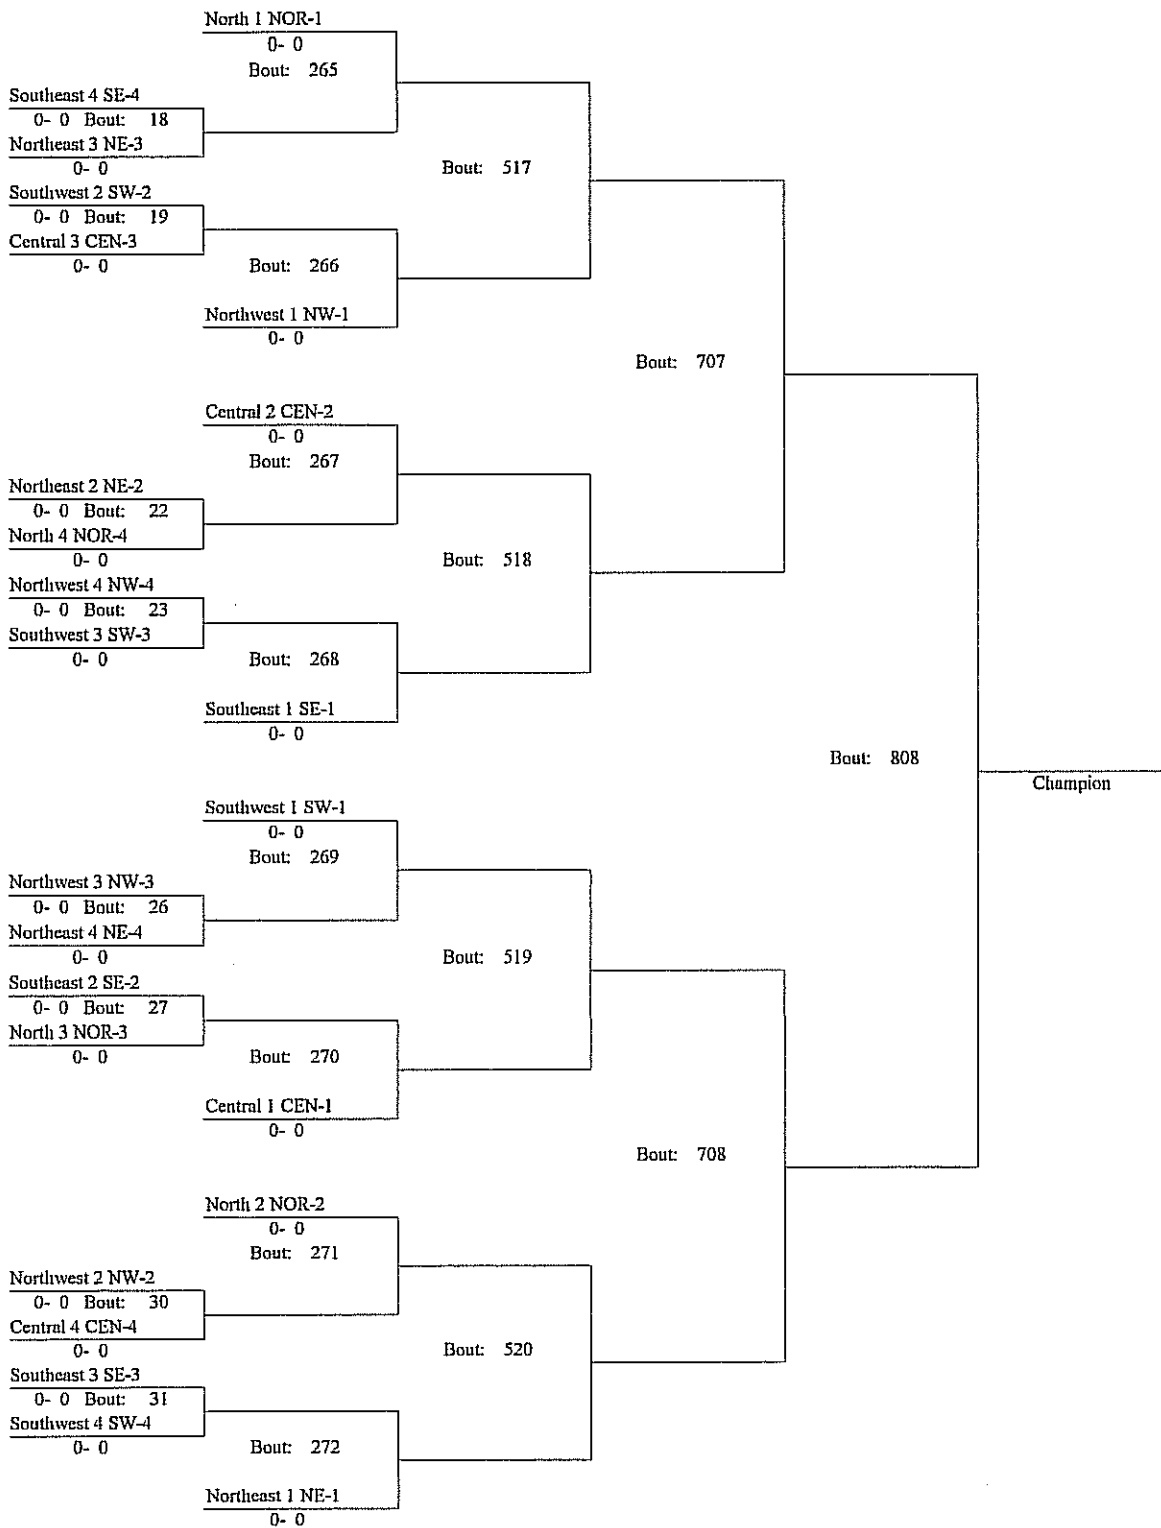 North 1 NOR-1
0- 0
Bout: 265
Southeast 4 SE-4
0- 0 Bout: 18
Northeast 3 NE-3
0- 0
Bout: 517
Southwest 2 SW-2
0- 0 Bout: 19
Central 3 CEN-3
0- 0
Bout: 266
Northwest 1 NW-1
0- 0
Bout: 707
Central 2 CEN-2
0- 0
Bout: 267
Northeast 2 NE-2
0- 0 Bout: 22
North 4 NOR-4
0- 0
Bout: 518
Northwest 4 NW-4
0- 0 Bout: 23
Southwest 3 SW-3
0- 0
Bout: 268
Southeast 1 SE-1
0- 0
Bout: 808
Champion
Southwest 1 SW-1
0- 0
Bout: 269
Northwest 3 NW-3
0- 0 Bout: 26
Northeast 4 NE-4
0- 0
Bout: 519
Southeast 2 SE-2
0- 0 Bout: 27
North 3 NOR-3
0- 0
Bout: 270
Central 1 CEN-1
0- 0
Bout: 708
North 2 NOR-2
0- 0
Bout: 271
Northwest 2 NW-2
0- 0 Bout: 30
Central 4 CEN-4
0- 0
Bout: 520
Southeast 3 SE-3
0- 0 Bout: 31
Southwest 4 SW-4
0- 0
Bout: 272
Northeast 1 NE-1
0- 0